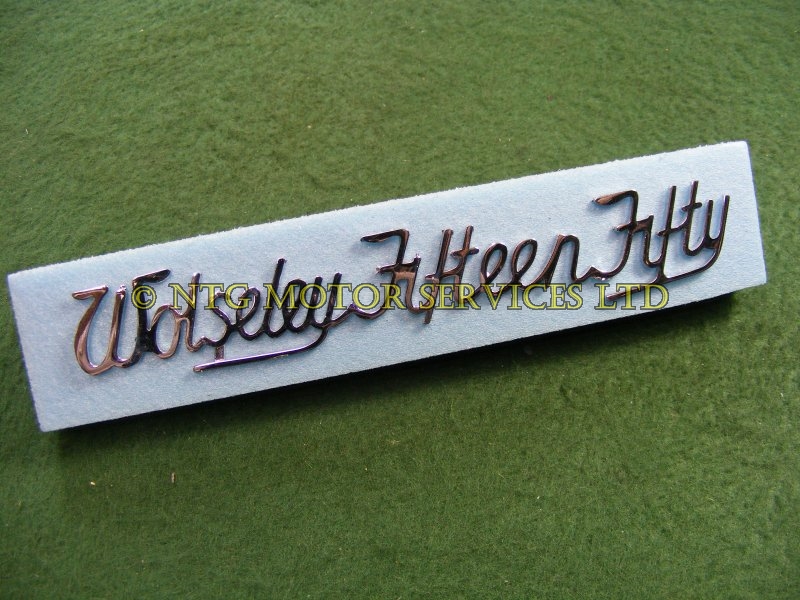 Wolseley Fifteen Fifty
© NTG MOTOR SERVICES LTD